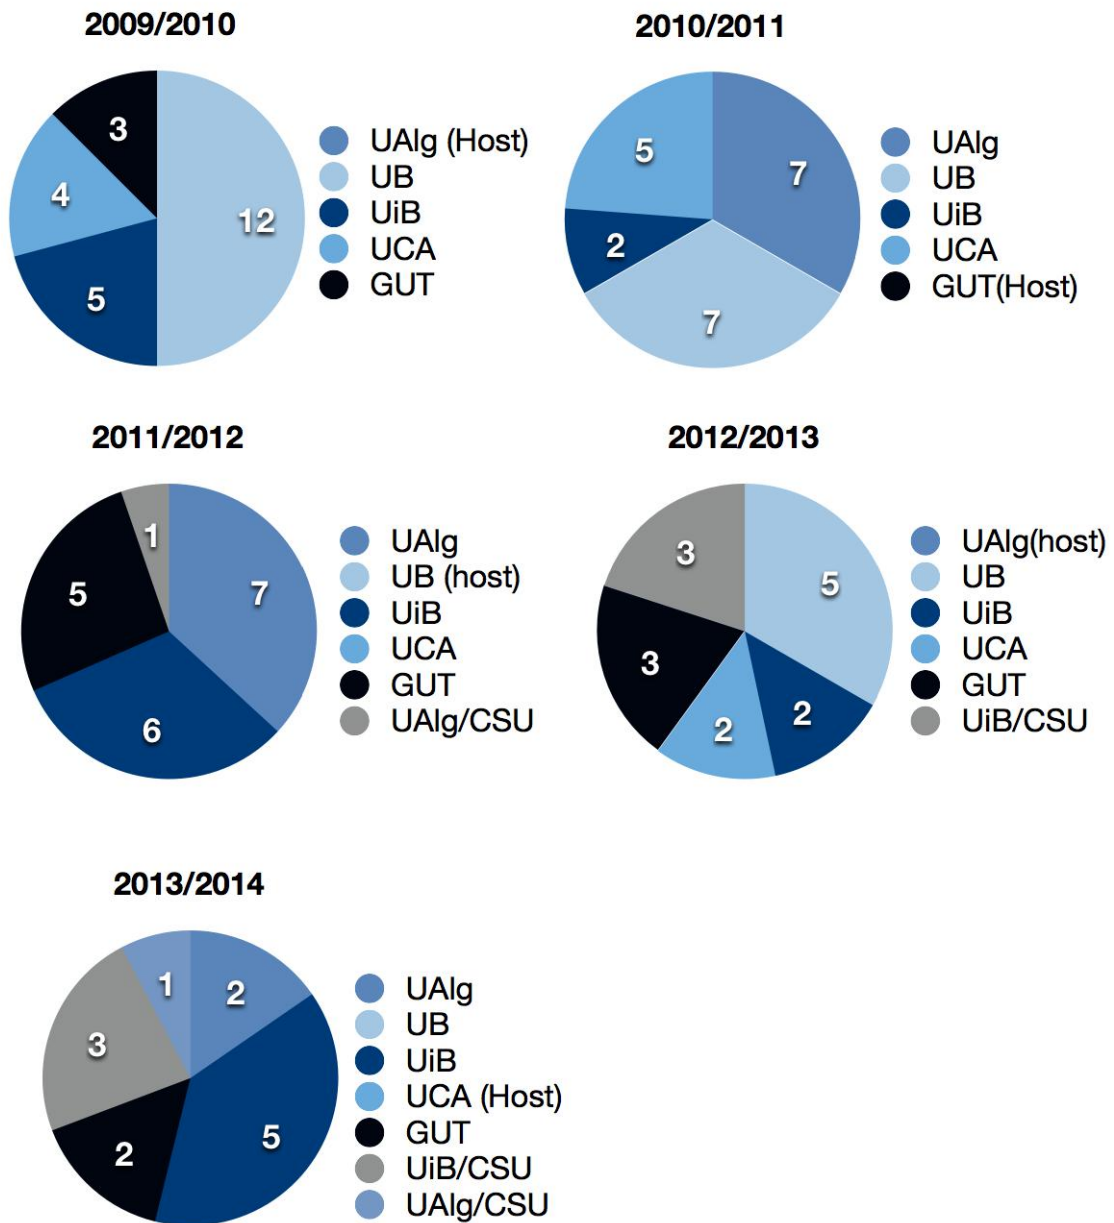 2009/2010
3
4
12
5
UAlg (Host)
UB
UiB
UCA
GUT
2010/2011
5
7
2
7
UAlg
UB
UiB
UCA
GUT(Host)
2011/2012
1
5
7
6
UAlg
UB (host)
UiB
UCA
GUT
UAlg/CSU
2012/2013
3
5
3
2
2
UAlg(host)
UB
UiB
UCA
GUT
UiB/CSU
2013/2014
1
2
3
5
2
UAlg
UB
UiB
UCA (Host)
GUT
UiB/CSU
UAlg/CSU